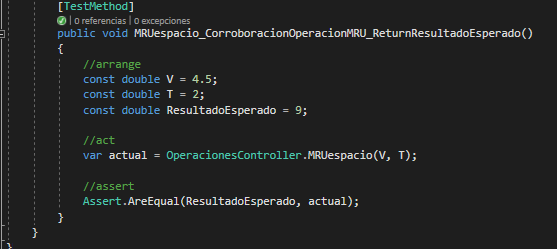 [TestMethod]
| 0 referencias | 0 excepciones
public void MRUespacio_CorroboracionOperacionMRU_ReturnResultadoEsperado()
{
//arrange
const double V = 4.5;
const double T = 2;
const double ResultadoEsperado = 9;
//act
var actual = OperacionesController.MRUespacio(V, T);
//assert
Assert.AreEqual(ResultadoEsperado, actual);
}
}
}